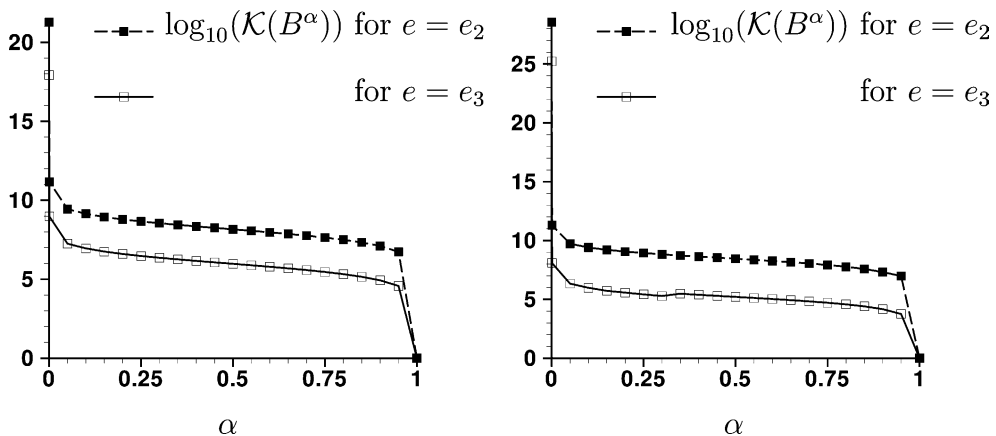 log₁₀(𝒦(B^α)) for e = e₂
for e = e₃
20
15
10
5
0
0 0.25 0.5 0.75 1
α
log₁₀(𝒦(B^α)) for e = e₂
for e = e₃
25
20
15
10
5
0
0 0.25 0.5 0.75 1
α